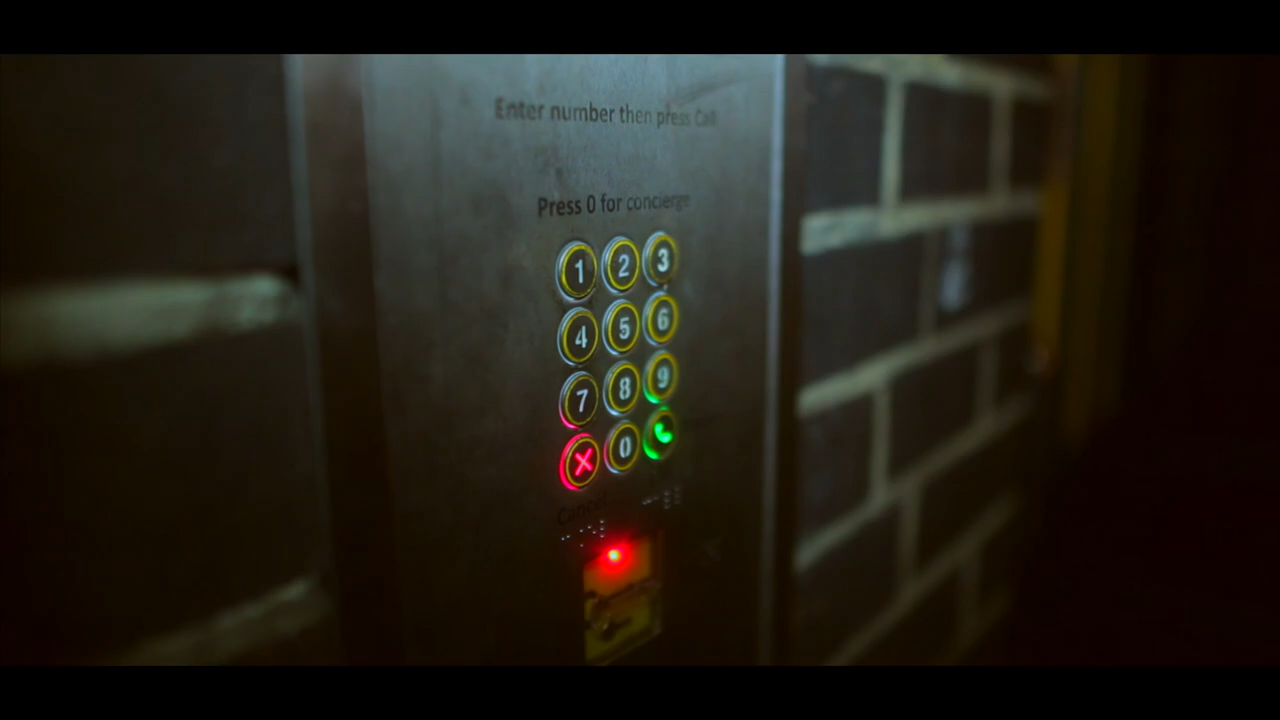 Enter number then press Call
Press 0 for concierge
1 2 3
4 5 6
7 8 9
0
Cancel